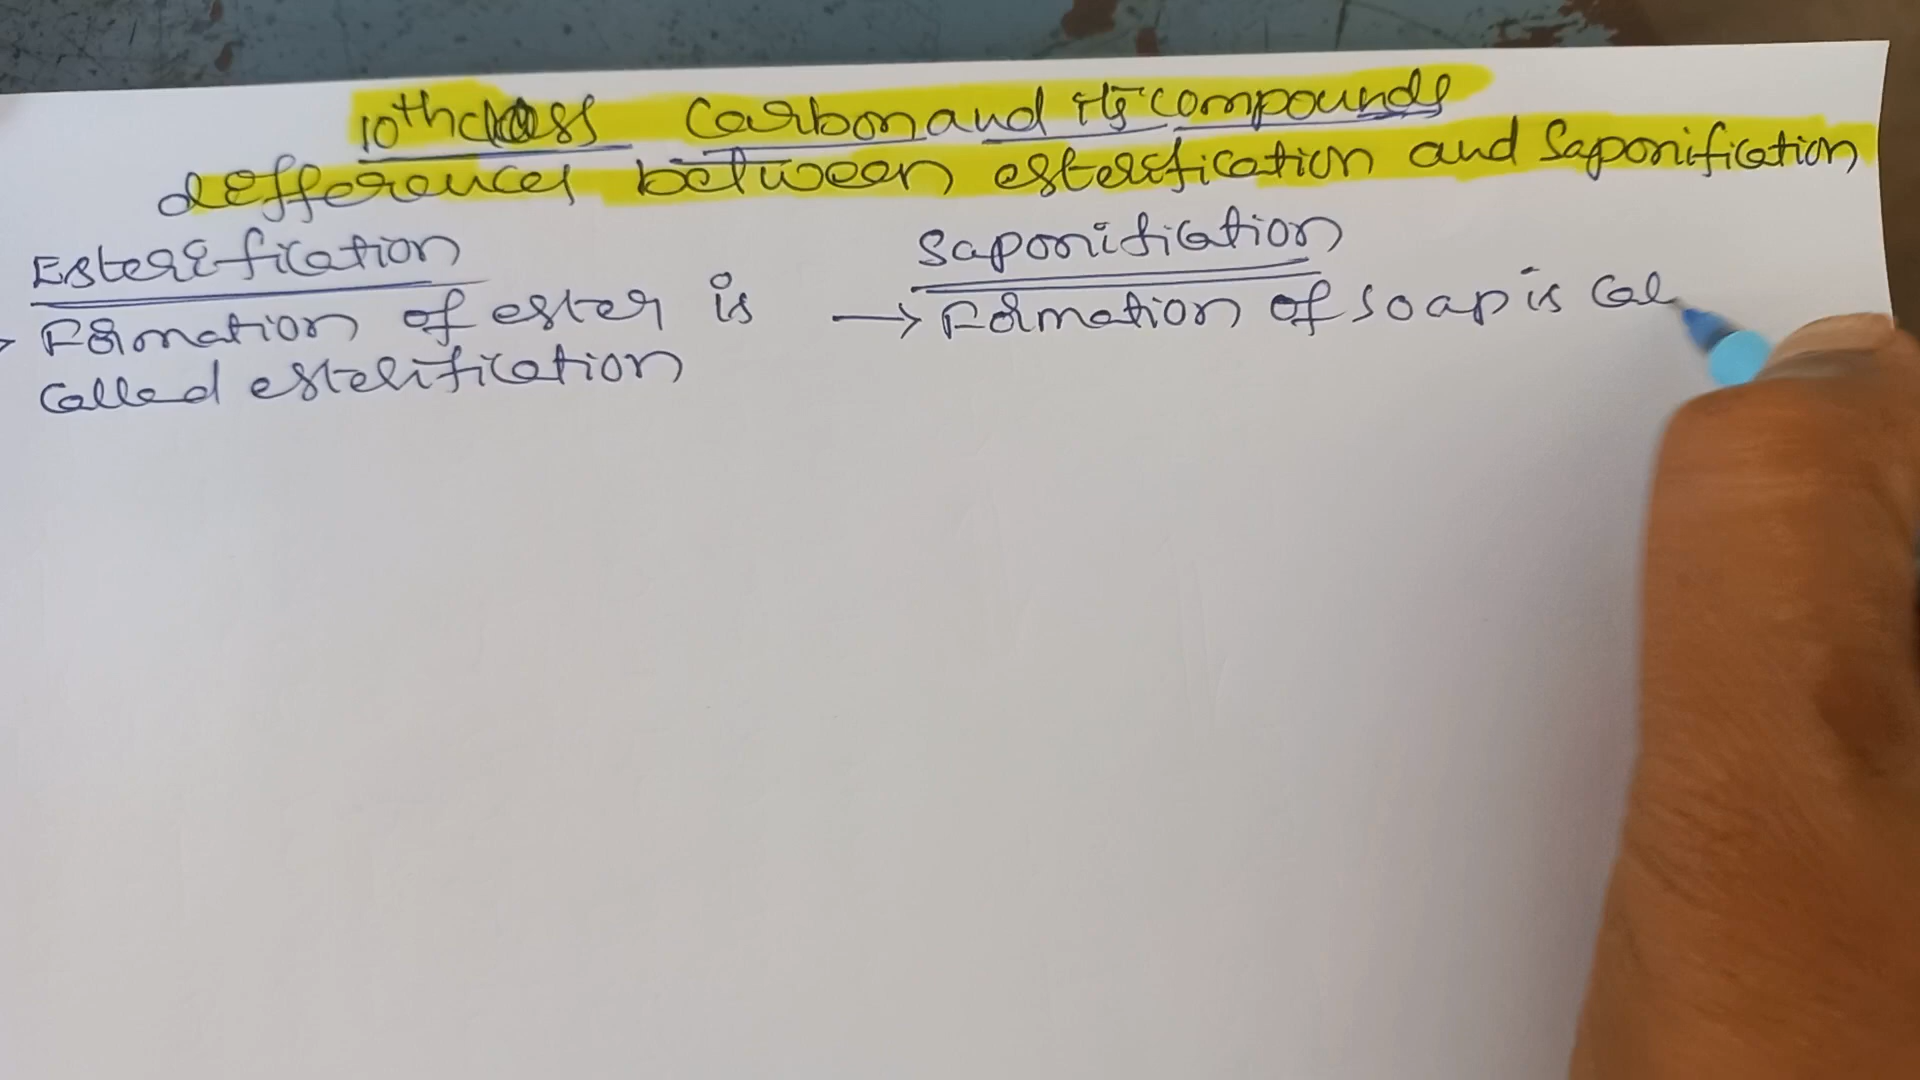 10th class Carbon and its compounds
defferences between esterification and Saponification
Esterification
Formation of ester is
called esterification
Saponification
→ Formation of soap is cal